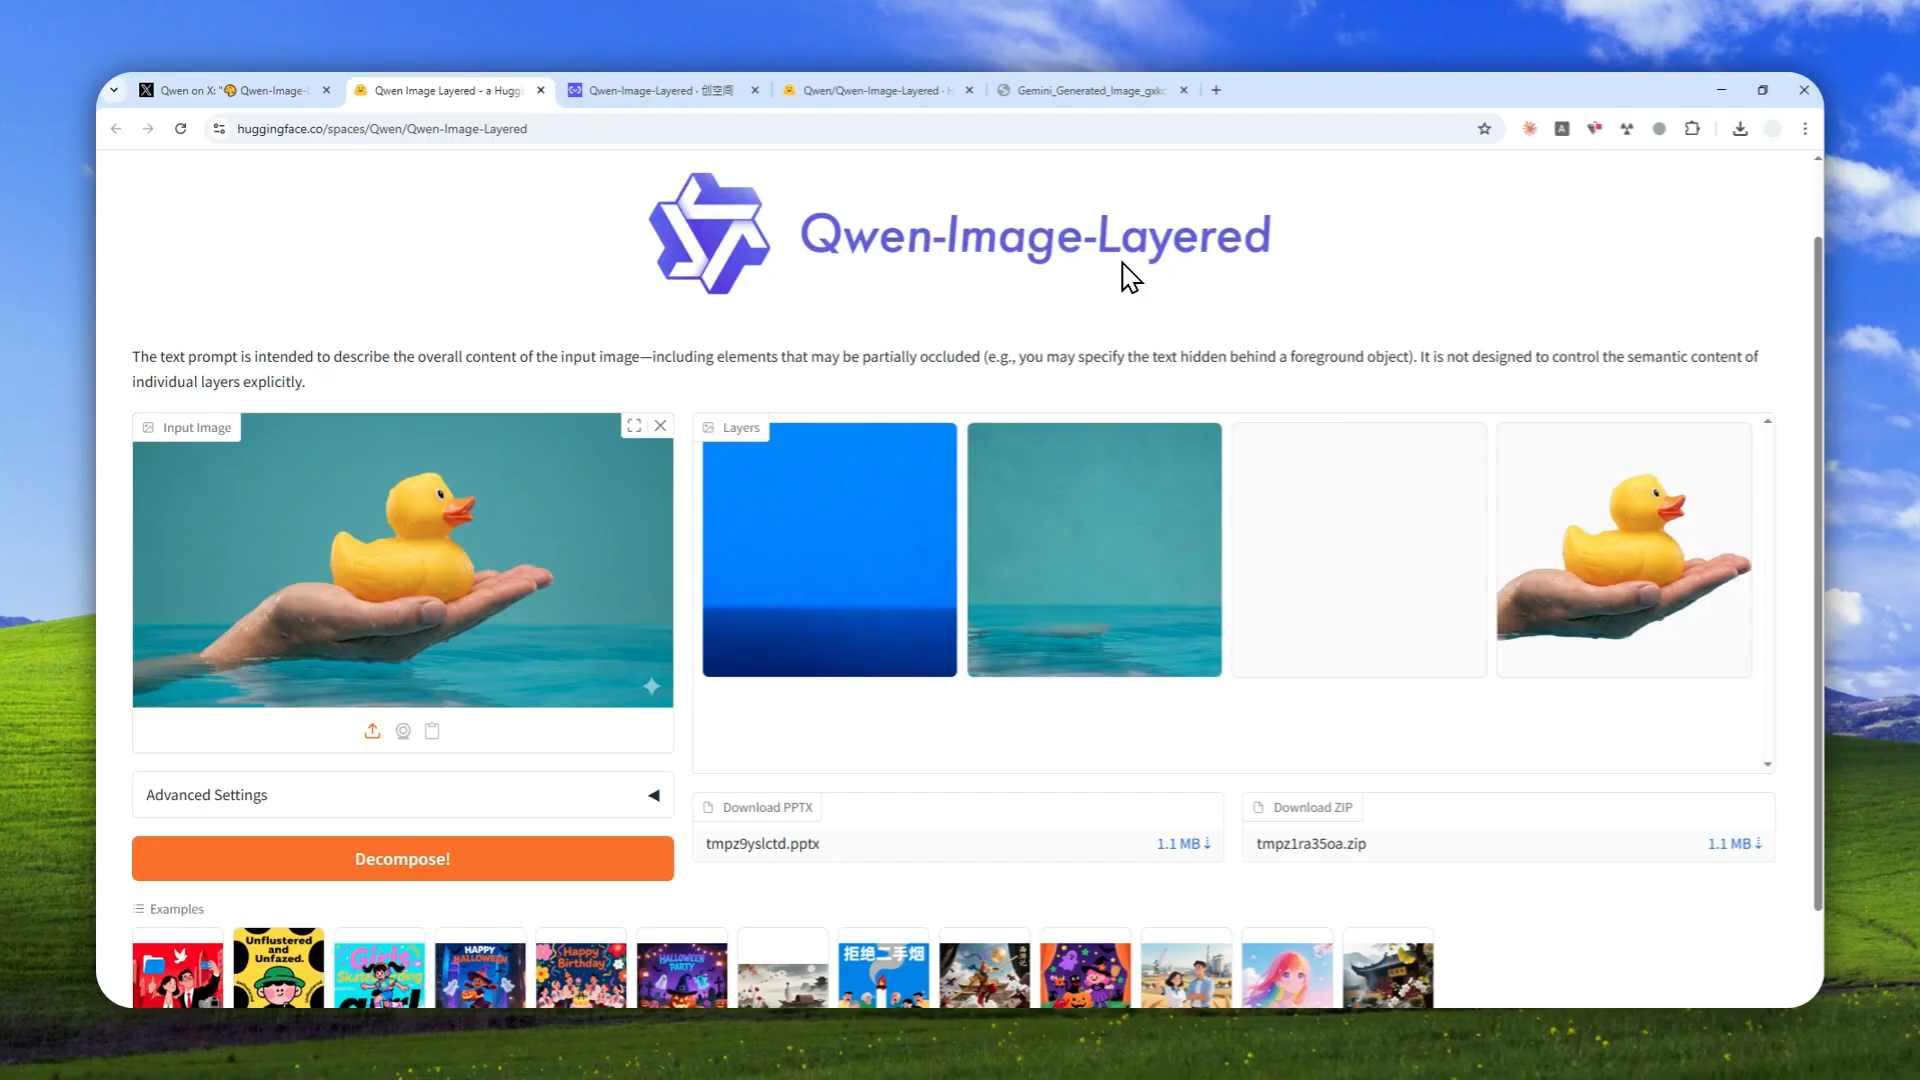 Qwen on X: "🎨 Qwen-Image-L
Qwen Image Layered - a Huggi
Qwen-Image-Layered · 创空间
Qwen/Qwen-Image-Layered · H
Gemini_Generated_Image_gxkc
huggingface.co/spaces/Qwen/Qwen-Image-Layered
Qwen-Image-Layered
The text prompt is intended to describe the overall content of the input image—including elements that may be partially occluded (e.g., you may specify the text hidden behind a foreground object). It is not designed to control the semantic content of
individual layers explicitly.
Input Image
Layers
Advanced Settings
Decompose!
Download PPTX
tmpz9yslctd.pptx
1.1 MB
Download ZIP
tmpz1ra35oa.zip
1.1 MB
Examples
Unflustered
and
Unfazed.
Girls
Skateboarding
girl
HAPPY
HALLOWEEN
Happy
Birthday
HALLOWEEN
PARTY
拒绝二手烟